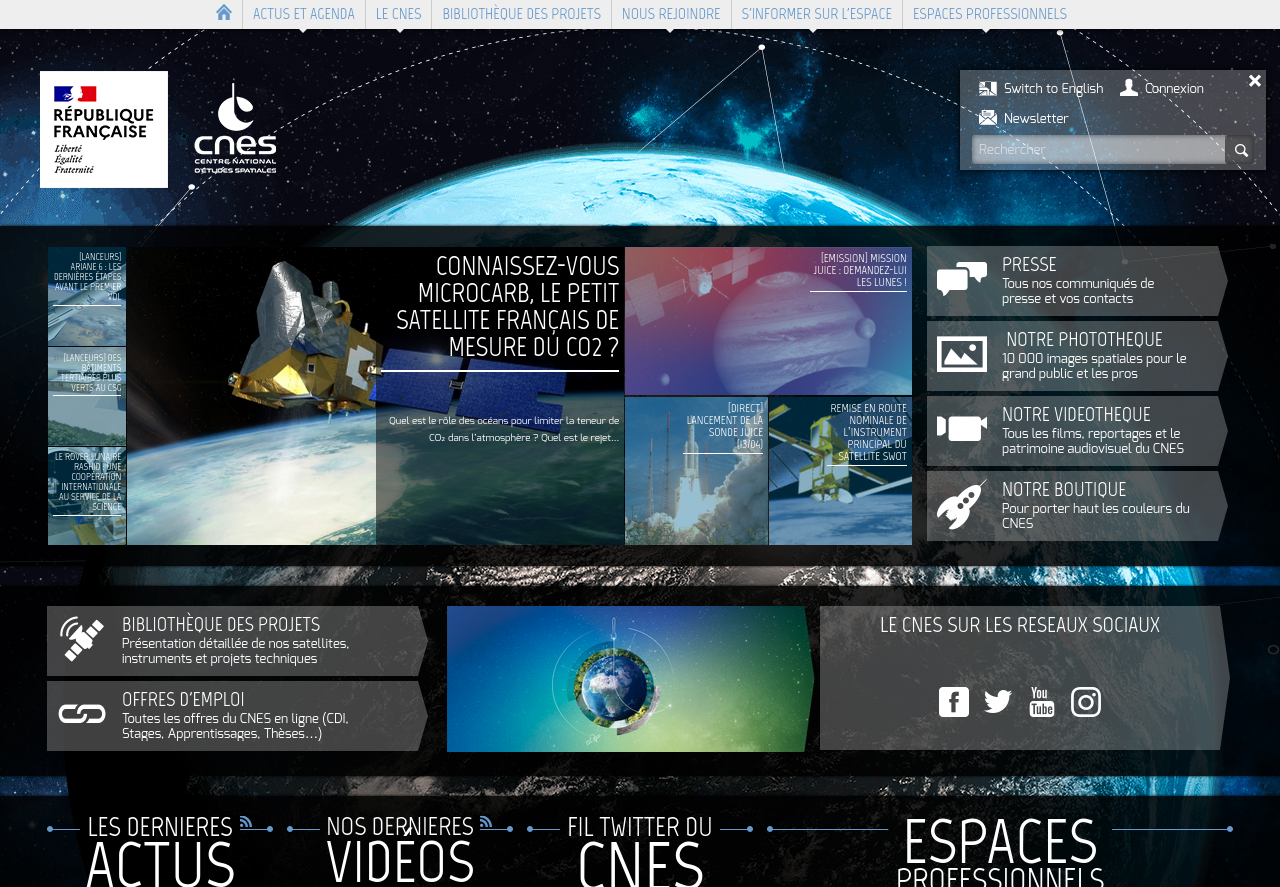 ACTUS ET AGENDA
LE CNES
BIBLIOTHÈQUE DES PROJETS
NOUS REJOINDRE
S'INFORMER SUR L'ESPACE
ESPACES PROFESSIONNELS
RÉPUBLIQUE
FRANÇAISE
Liberté
Égalité
Fraternité
cnes
CENTRE NATIONAL
D'ÉTUDES SPATIALES
Switch to English
Connexion
Newsletter
Rechercher
[LANCEURS]
ARIANE 6 : LES
DERNIÈRES ÉTAPES
AVANT LE PREMIER
VOL
[LANCEURS] DES
BÂTIMENTS
TERTIAIRES PLUS
VERTS AU CSG
LE ROVER LUNAIRE
RASHID : UNE
COOPÉRATION
INTERNATIONALE
AU SERVICE DE LA
SCIENCE
CONNAISSEZ-VOUS
MICROCARB, LE PETIT
SATELLITE FRANÇAIS DE
MESURE DU CO2 ?
Quel est le rôle des océans pour limiter la teneur de
CO₂ dans l'atmosphère ? Quel est le rejet...
[EMISSION] MISSION
JUICE : DEMANDEZ-LUI
LES LUNES !
[DIRECT]
LANCEMENT DE LA
SONDE JUICE
(13/04)
REMISE EN ROUTE
NOMINALE DE
L'INSTRUMENT
PRINCIPAL DU
SATELLITE SWOT
PRESSE
Tous nos communiqués de
presse et vos contacts
NOTRE PHOTOTHEQUE
10 000 images spatiales pour le
grand public et les pros
NOTRE VIDEOTHEQUE
Tous les films, reportages et le
patrimoine audiovisuel du CNES
NOTRE BOUTIQUE
Pour porter haut les couleurs du
CNES
BIBLIOTHÈQUE DES PROJETS
Présentation détaillée de nos satellites,
instruments et projets techniques
OFFRES D'EMPLOI
Toutes les offres du CNES en ligne (CDI,
Stages, Apprentissages, Thèses...)
LE CNES SUR LES RESEAUX SOCIAUX
You
Tube
LES DERNIERES
ACTUS
NOS DERNIERES
VIDEOS
FIL TWITTER DU
CNES
ESPACES
PROFESSIONNELS